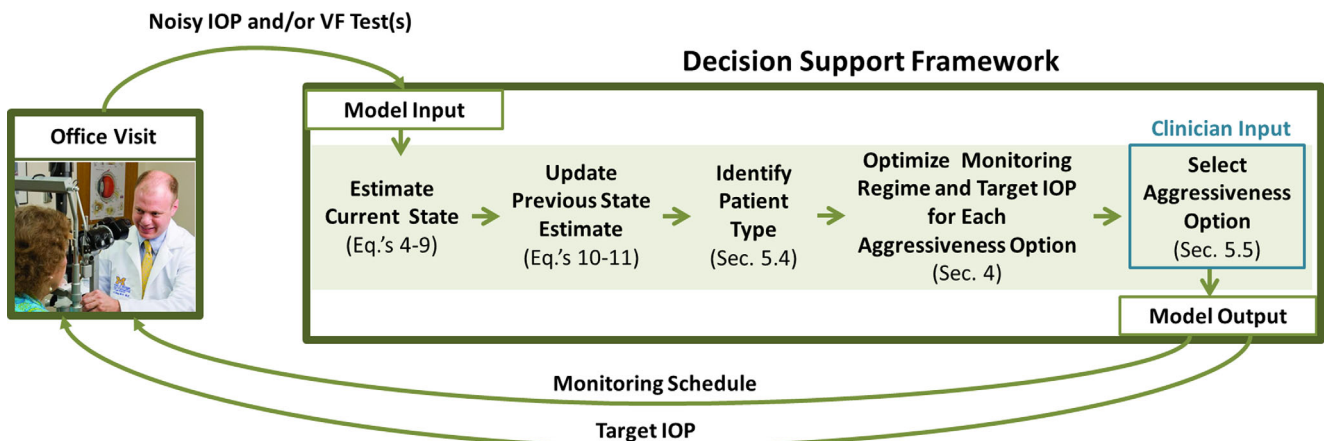 Noisy IOP and/or VF Test(s)
Decision Support Framework
Model Input
Office Visit
Clinician Input
Estimate
Current State
(Eq.'s 4-9)
Update
Previous State
Estimate
(Eq.'s 10-11)
Identify
Patient
Type
(Sec. 5.4)
Optimize Monitoring
Regime and Target IOP
for Each
Aggressiveness Option
(Sec. 4)
Select
Aggressiveness
Option
(Sec. 5.5)
Model Output
Monitoring Schedule
Target IOP